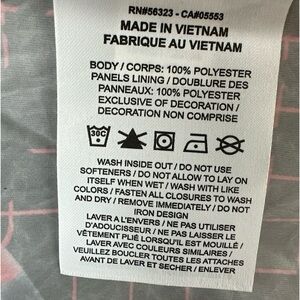 RN#56323 - CA#05553
MADE IN VIETNAM
FABRIQUE AU VIETNAM
BODY / CORPS: 100% POLYESTER
PANELS LINING / DOUBLURE DES
PANNEAUX: 100% POLYESTER
EXCLUSIVE OF DECORATION /
DECORATION NON COMPRISE
30C
WASH INSIDE OUT / DO NOT USE
SOFTENERS / DO NOT ALLOW TO LAY ON
ITSELF WHEN WET / WASH WITH LIKE
COLORS / FASTEN ALL CLOSURES TO WASH
AND DRY / REMOVE IMMEDIATELY / DO NOT
IRON DESIGN
LAVER A L'ENVERS / NE PAS UTILISER
D'ADOUCISSEUR / NE PAS LAISSER LE
VÊTEMENT PLIÉ LORSQU'IL EST MOUILLÉ /
LAVER AVEC COULEURS SIMILAIRES /
VEUILLEZ BOUCLER TOUTES LES ATTACHES
AVANT DE LAVER ET SECHER / ENLEVER